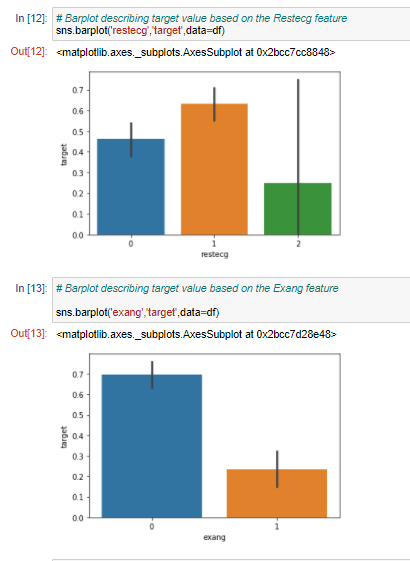 In [12]: # Barplot describing target value based on the Restecg feature
sns.barplot('restecg','target',data=df)
Out[12]: <matplotlib.axes._subplots.AxesSubplot at 0x2bcc7cc8848>
0.7
0.6
0.5
0.4
0.3
0.2
0.1
0.0
target
0 1 2
restecg
In [13]: # Barplot describing target value based on the Exang feature
sns.barplot('exang','target',data=df)
Out[13]: <matplotlib.axes._subplots.AxesSubplot at 0x2bcc7d28e48>
0.7
0.6
0.5
0.4
0.3
0.2
0.1
0.0
target
0 1
exang